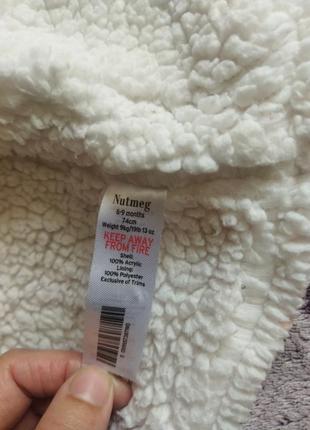 Nutmeg
6-9 months
74cm
Weight 9kg/19lb 13 oz
KEEP AWAY
FROM FIRE
Shell:
100% Acrylic
Lining:
100% Polyester
Exclusive of Trims